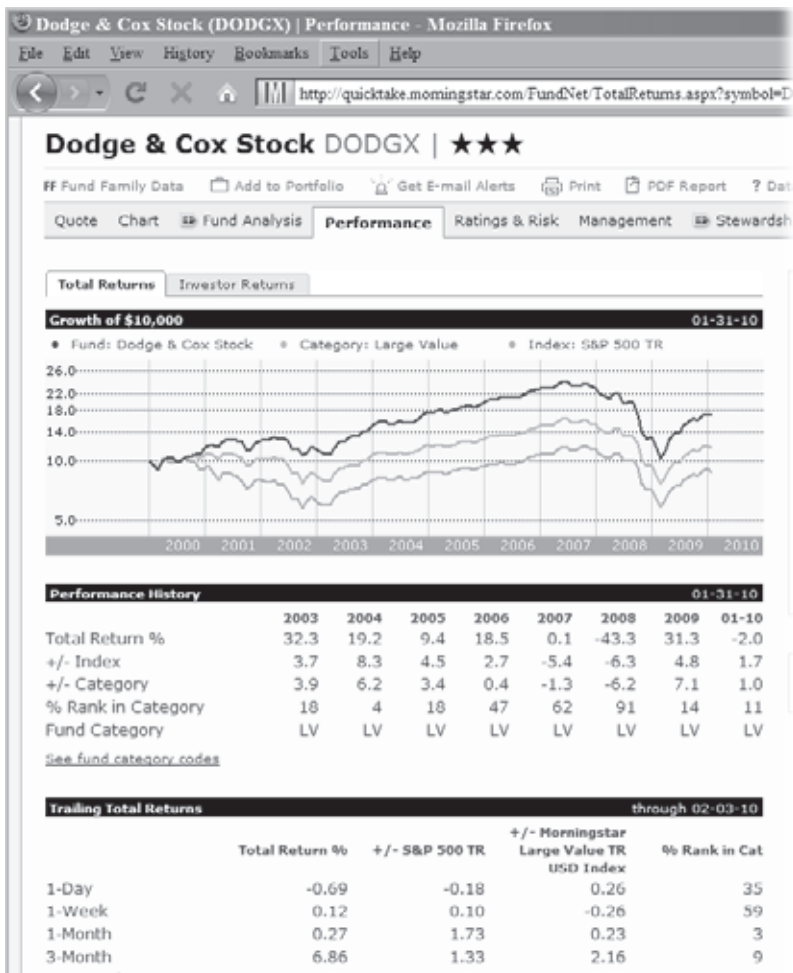 Dodge & Cox Stock (DODGX) | Performance - Mozilla Firefox
File Edit View History Bookmarks Tools Help
http://quicktake.morningstar.com/FundNet/TotalReturns.aspx?symbol=D
Dodge & Cox Stock DODGX | ★★★
FF Fund Family Data Add to Portfolio Get E-mail Alerts Print PDF Report ? Dat
Quote Chart Fund Analysis Performance Ratings & Risk Management Stewardsh
Total Returns Investor Returns
Growth of $10,000 01-31-10
• Fund: Dodge & Cox Stock • Category: Large Value • Index: S&P 500 TR
26.0
22.0
18.0
14.0
10.0
5.0
2000 2001 2002 2003 2004 2005 2006 2007 2008 2009 2010
Performance History 01-31-10
2003 2004 2005 2006 2007 2008 2009 01-10
Total Return % 32.3 19.2 9.4 18.5 0.1 -43.3 31.3 -2.0
+/- Index 3.7 8.3 4.5 2.7 -5.4 -6.3 4.8 1.7
+/- Category 3.9 6.2 3.4 0.4 -1.3 -6.2 7.1 1.0
% Rank in Category 18 4 18 47 62 91 14 11
Fund Category LV LV LV LV LV LV LV LV
See fund category codes
Trailing Total Returns through 02-03-10
Total Return % +/- S&P 500 TR +/- Morningstar Large Value TR USD Index % Rank in Cat
1-Day -0.69 -0.18 0.26 35
1-Week 0.12 0.10 -0.26 59
1-Month 0.27 1.73 0.23 3
3-Month 6.86 1.33 2.16 9